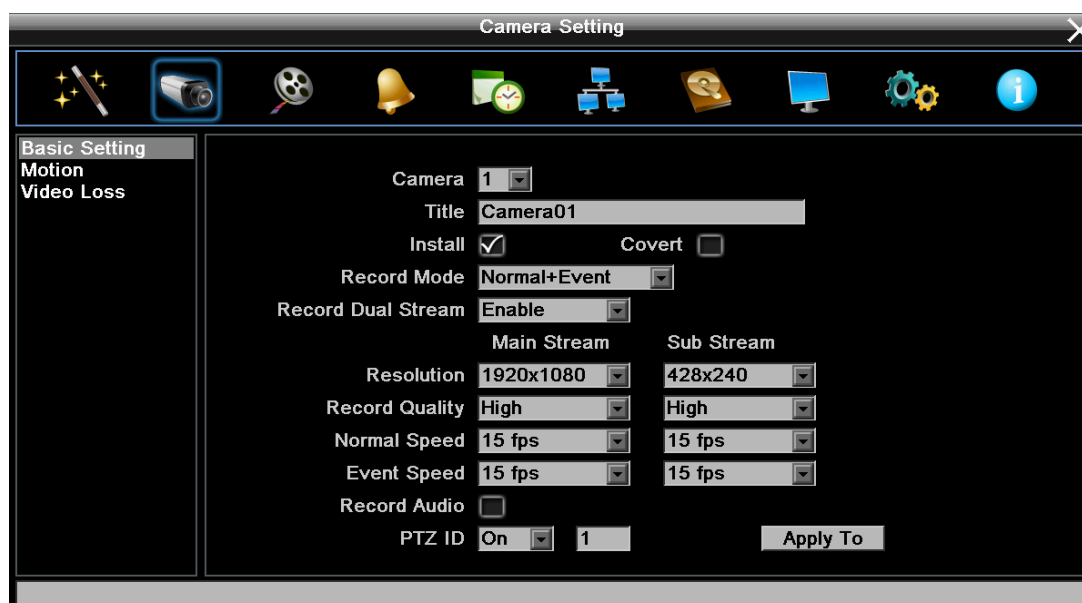 Camera Setting
Basic Setting
Motion
Video Loss
Camera 1
Title Camera01
Install Covert
Record Mode Normal+Event
Record Dual Stream Enable
Main Stream Sub Stream
Resolution 1920x1080 428x240
Record Quality High High
Normal Speed 15 fps 15 fps
Event Speed 15 fps 15 fps
Record Audio
PTZ ID On 1 Apply To